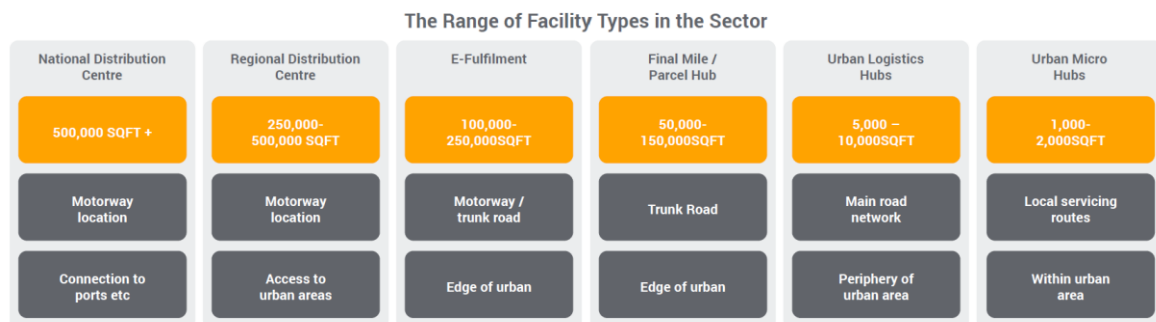 The Range of Facility Types in the Sector
National Distribution
Centre
500,000 SQFT +
Motorway
location
Connection to
ports etc
Regional Distribution
Centre
250,000-
500,000 SQFT
Motorway
location
Access to
urban areas
E-Fulfilment
100,000-
250,000SQFT
Motorway /
trunk road
Edge of urban
Final Mile /
Parcel Hub
50,000-
150,000SQFT
Trunk Road
Edge of urban
Urban Logistics
Hubs
5,000 –
10,000SQFT
Main road
network
Periphery of
urban area
Urban Micro
Hubs
1,000-
2,000SQFT
Local servicing
routes
Within urban
area